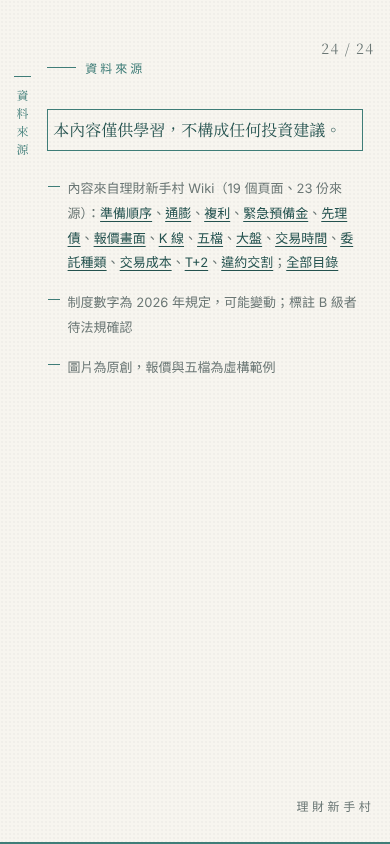 24 / 24
資料來源
資料來源
本內容僅供學習，不構成任何投資建議。
內容來自理財新手村 Wiki（19 個頁面、23 份來
源）：準備順序、通膨、複利、緊急預備金、先理
債、報價畫面、K 線、五檔、大盤、交易時間、委
託種類、交易成本、T+2、違約交割；全部目錄
制度數字為 2026 年規定，可能變動；標註 B 級者
待法規確認
圖片為原創，報價與五檔為虛構範例
理財新手村